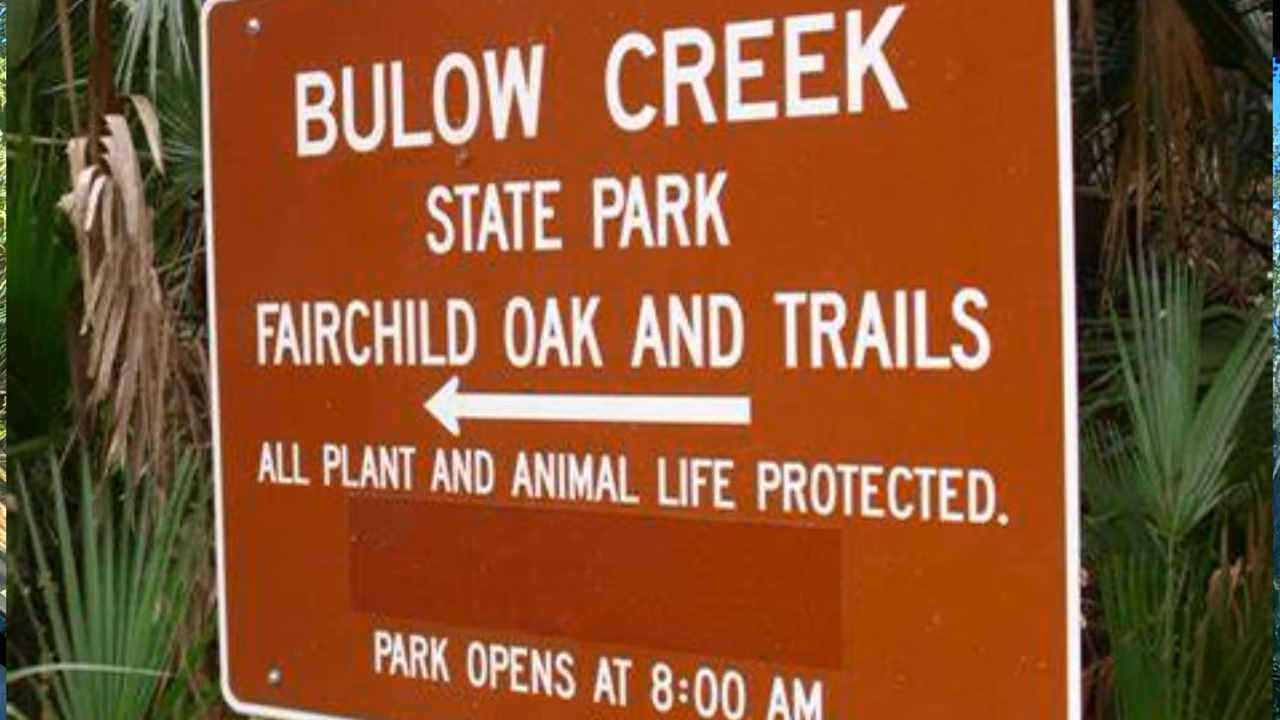 BULOW CREEK
STATE PARK
FAIRCHILD OAK AND TRAILS
ALL PLANT AND ANIMAL LIFE PROTECTED.
PARK OPENS AT 8:00 AM